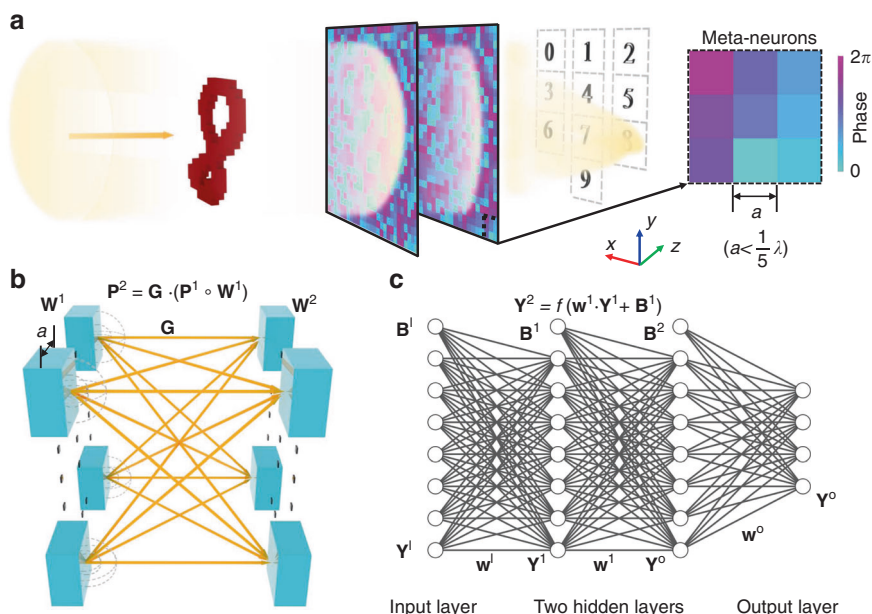 a
0 1 2
3 4 5
6 7 8
9
Meta-neurons
2π
Phase
0
a
(a< 1/5 λ)
x
y
z
b
P² = G ·(P¹ ∘ W¹)
W¹
W²
a
G
c
Y² = f (w¹·Y¹+ B¹)
Bᴵ
B¹
B²
Yᴵ
wᴵ
Y¹
w¹
Yᵒ
wᵒ
Yᵒ
Input layer
Two hidden layers
Output layer